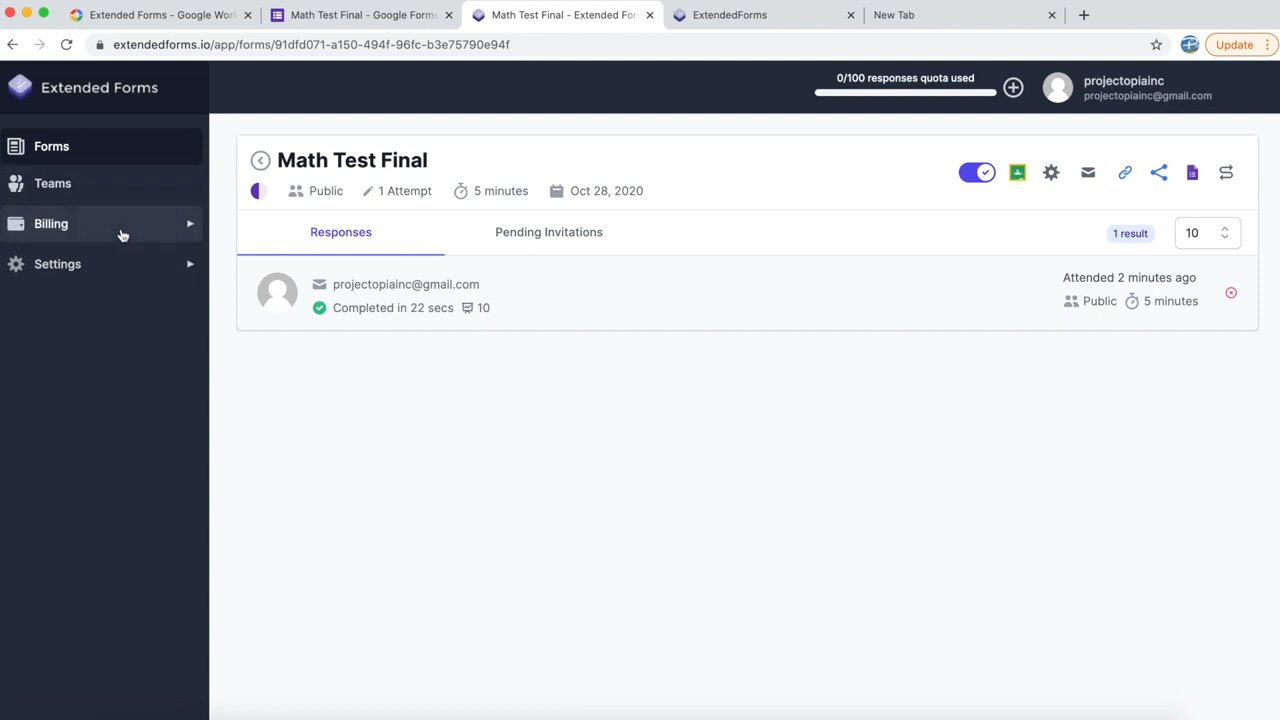 Extended Forms - Google Work
Math Test Final - Google Forms
Math Test Final - Extended For
ExtendedForms
New Tab
extendedforms.io/app/forms/91dfd071-a150-494f-96fc-b3e75790e94f
Update
Extended Forms
0/100 responses quota used
projectopiainc
projectopiainc@gmail.com
Forms
Teams
Billing
Settings
Math Test Final
Public
1 Attempt
5 minutes
Oct 28, 2020
Responses
Pending Invitations
1 result
10
projectopiainc@gmail.com
Completed in 22 secs
10
Attended 2 minutes ago
Public
5 minutes